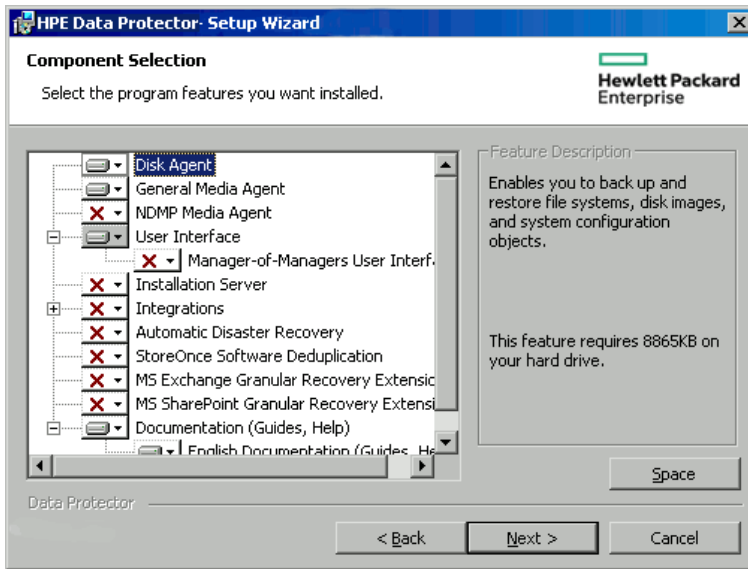 HPE Data Protector- Setup Wizard
Component Selection
Select the program features you want installed.
Hewlett Packard
Enterprise
Disk Agent
General Media Agent
NDMP Media Agent
User Interface
Manager-of-Managers User Interf
Installation Server
Integrations
Automatic Disaster Recovery
StoreOnce Software Deduplication
MS Exchange Granular Recovery Extensic
MS SharePoint Granular Recovery Extensi
Documentation (Guides, Help)
English Documentation (Guides, He
Feature Description
Enables you to back up and
restore file systems, disk images,
and system configuration
objects.
This feature requires 8865KB on
your hard drive.
Space
Data Protector
< Back
Next >
Cancel